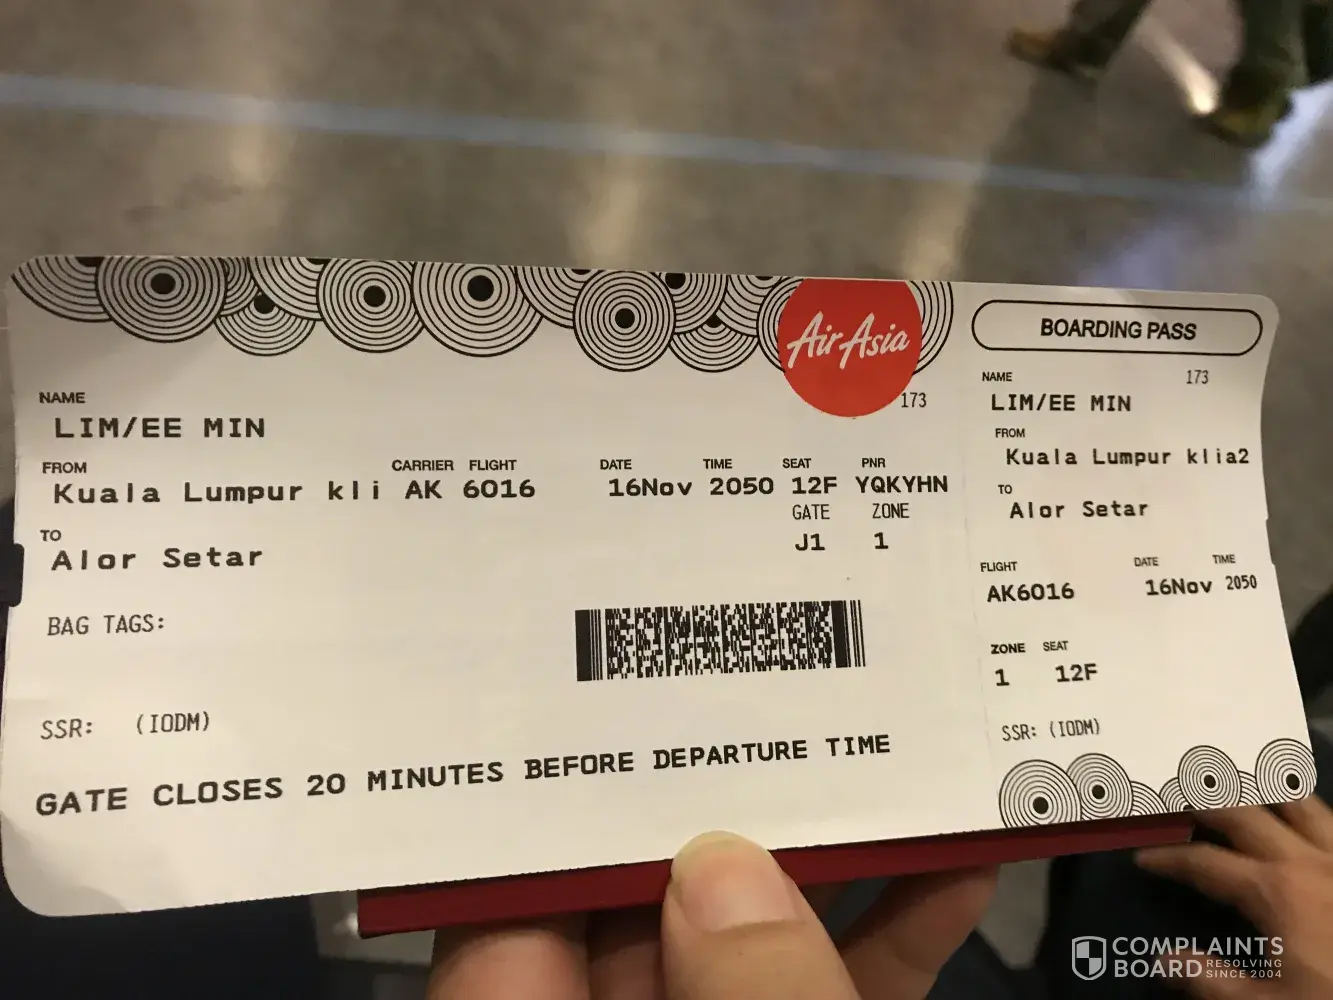 AirAsia
173
NAME
LIM/EE MIN
FROM CARRIER FLIGHT DATE TIME SEAT PNR
Kuala Lumpur kli AK 6016 16Nov 2050 12F YQKYHN
GATE ZONE
TO
J1 1
Alor Setar
BAG TAGS:
SSR: (IODM)
GATE CLOSES 20 MINUTES BEFORE DEPARTURE TIME
BOARDING PASS
NAME 173
LIM/EE MIN
FROM
Kuala Lumpur klia2
TO
Alor Setar
FLIGHT DATE TIME
AK6016 16Nov 2050
ZONE SEAT
1 12F
SSR: (IODM)
COMPLAINTS
BOARD RESOLVING
SINCE 2004